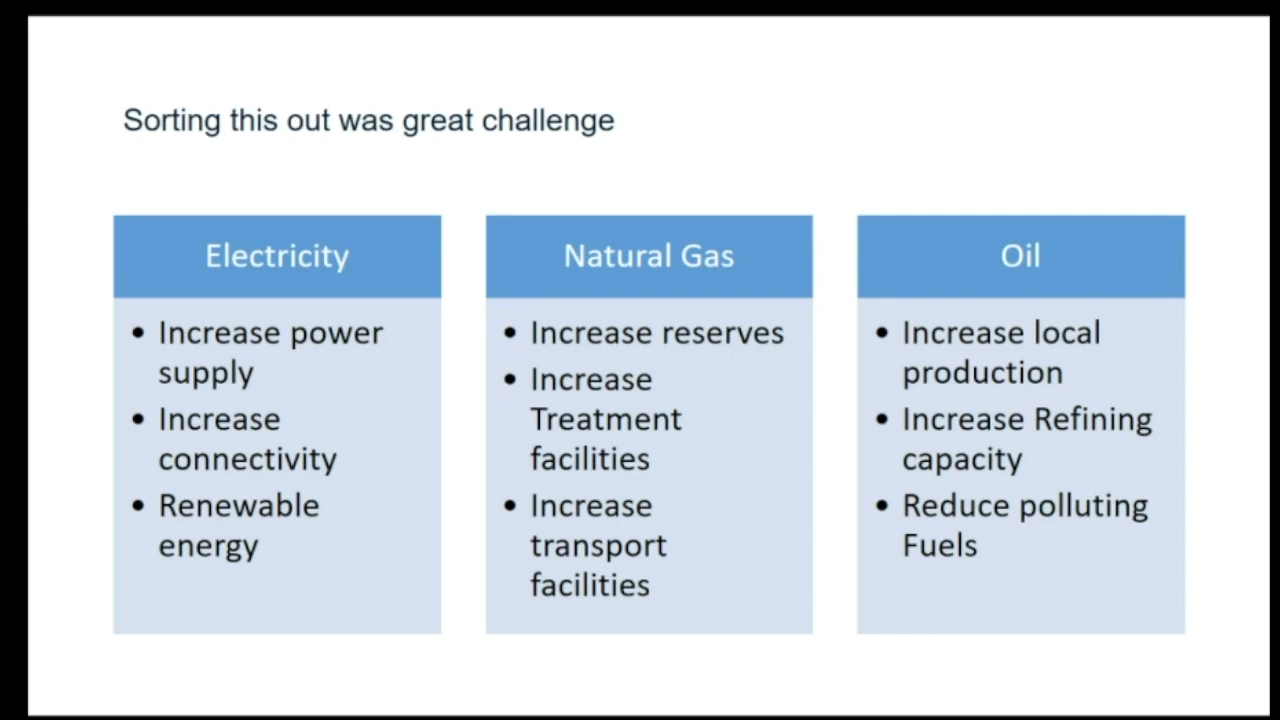 Sorting this out was great challenge
Electricity
• Increase power
supply
• Increase
connectivity
• Renewable
energy
Natural Gas
• Increase reserves
• Increase
Treatment
facilities
• Increase
transport
facilities
Oil
• Increase local
production
• Increase Refining
capacity
• Reduce polluting
Fuels